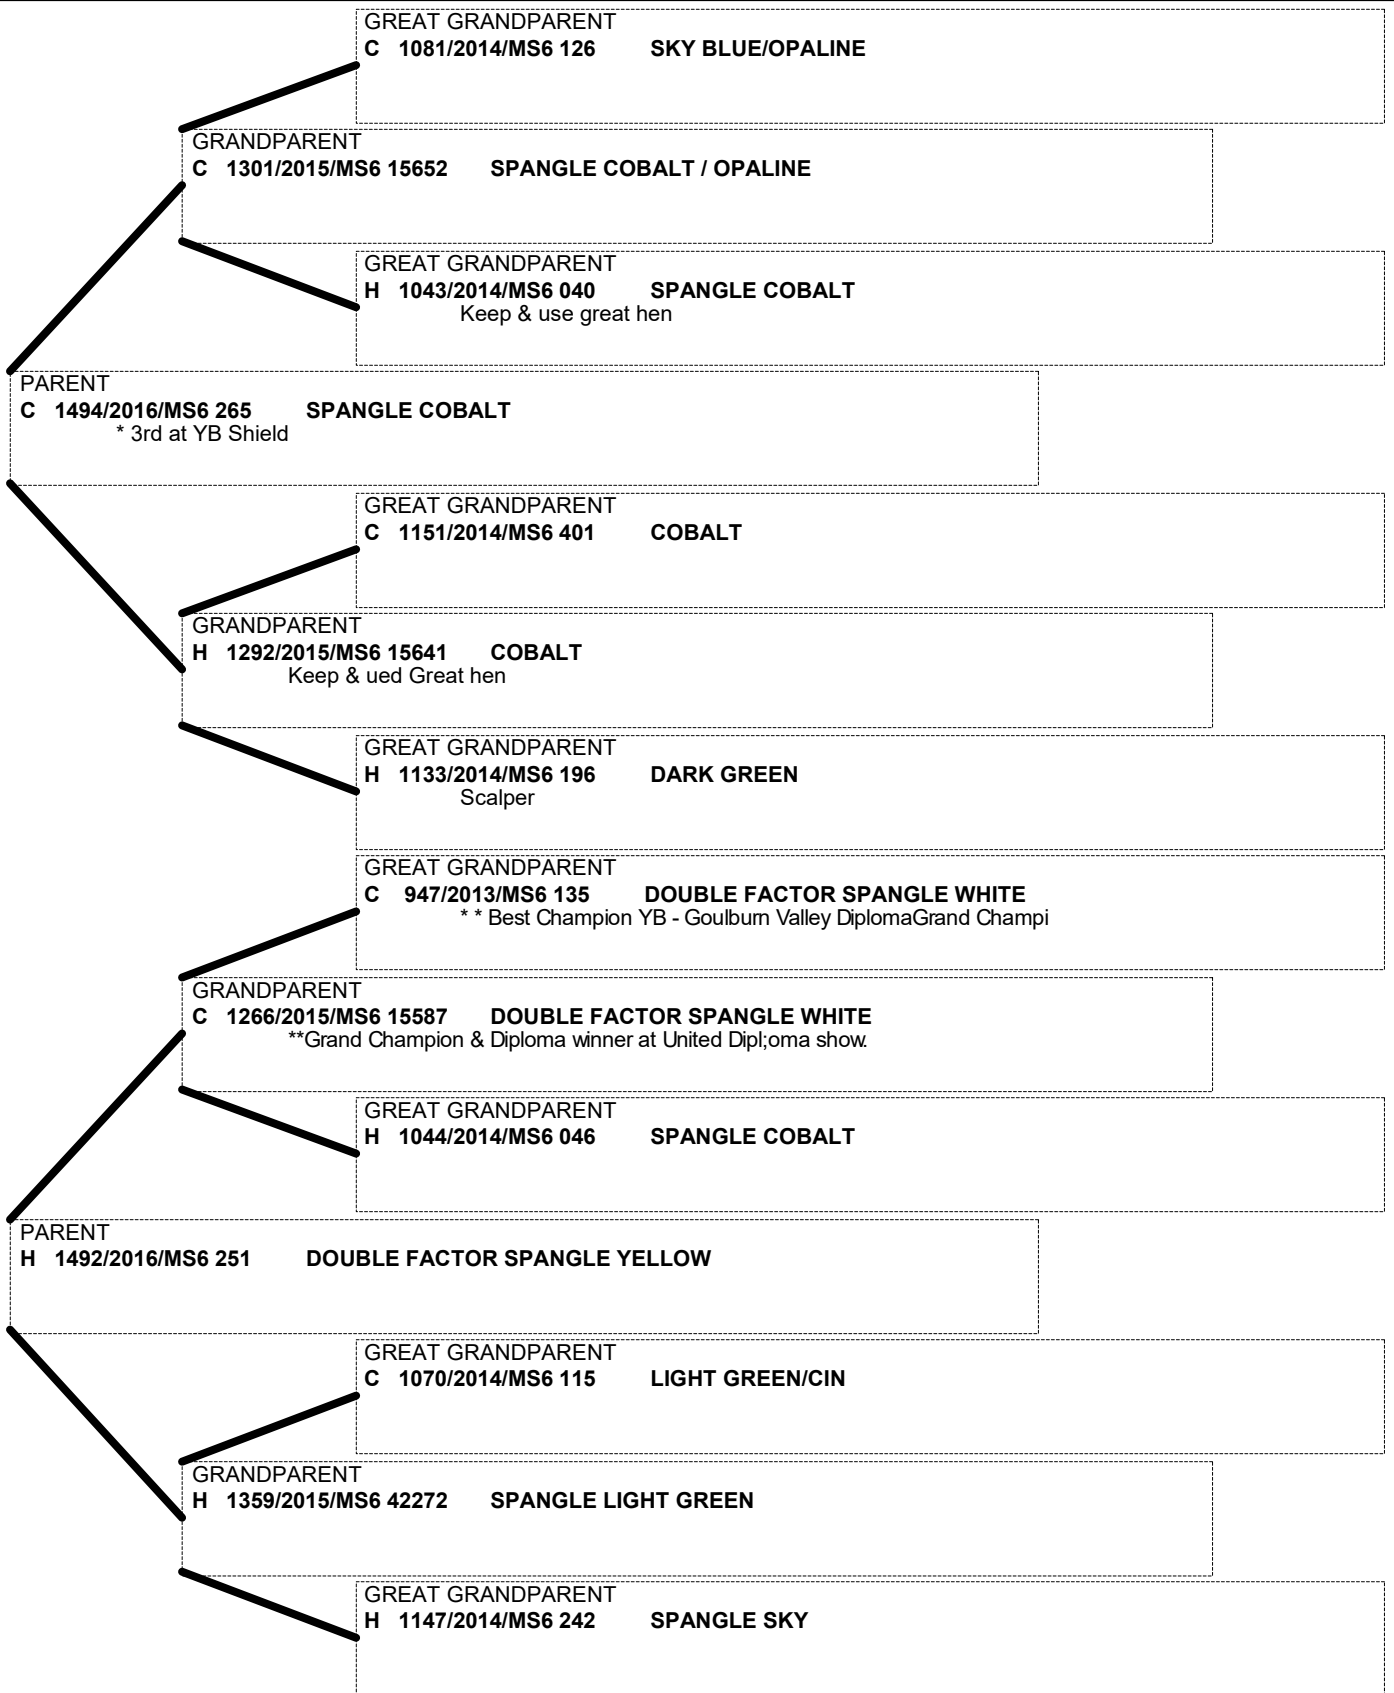 GREAT GRANDPARENT
C 1081/2014/MS6 126 SKY BLUE/OPALINE
GRANDPARENT
C 1301/2015/MS6 15652 SPANGLE COBALT / OPALINE
GREAT GRANDPARENT
H 1043/2014/MS6 040 SPANGLE COBALT
Keep & use great hen
PARENT
C 1494/2016/MS6 265 SPANGLE COBALT
* 3rd at YB Shield
GREAT GRANDPARENT
C 1151/2014/MS6 401 COBALT
GRANDPARENT
H 1292/2015/MS6 15641 COBALT
Keep & ued Great hen
GREAT GRANDPARENT
H 1133/2014/MS6 196 DARK GREEN
Scalper
GREAT GRANDPARENT
C 947/2013/MS6 135 DOUBLE FACTOR SPANGLE WHITE
* * Best Champion YB - Goulburn Valley DiplomaGrand Champi
GRANDPARENT
C 1266/2015/MS6 15587 DOUBLE FACTOR SPANGLE WHITE
**Grand Champion & Diploma winner at United Dipl;oma show.
GREAT GRANDPARENT
H 1044/2014/MS6 046 SPANGLE COBALT
PARENT
H 1492/2016/MS6 251 DOUBLE FACTOR SPANGLE YELLOW
GREAT GRANDPARENT
C 1070/2014/MS6 115 LIGHT GREEN/CIN
GRANDPARENT
H 1359/2015/MS6 42272 SPANGLE LIGHT GREEN
GREAT GRANDPARENT
H 1147/2014/MS6 242 SPANGLE SKY